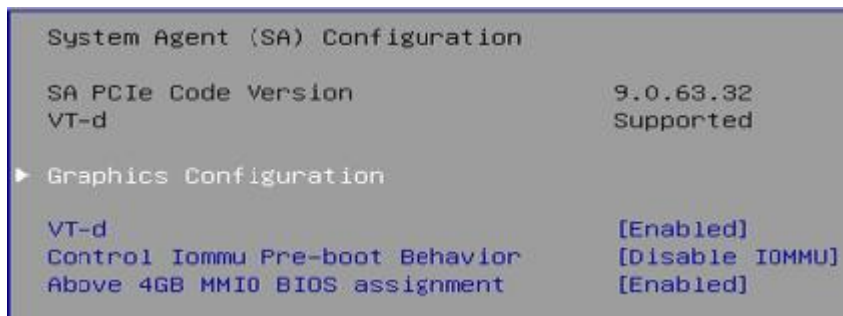 System Agent (SA) Configuration
SA PCIe Code Version 9.0.63.32
VT-d Supported
Graphics Configuration
VT-d [Enabled]
Control Iommu Pre-boot Behavior [Disable IOMMU]
Above 4GB MMIO BIOS assignment [Enabled]